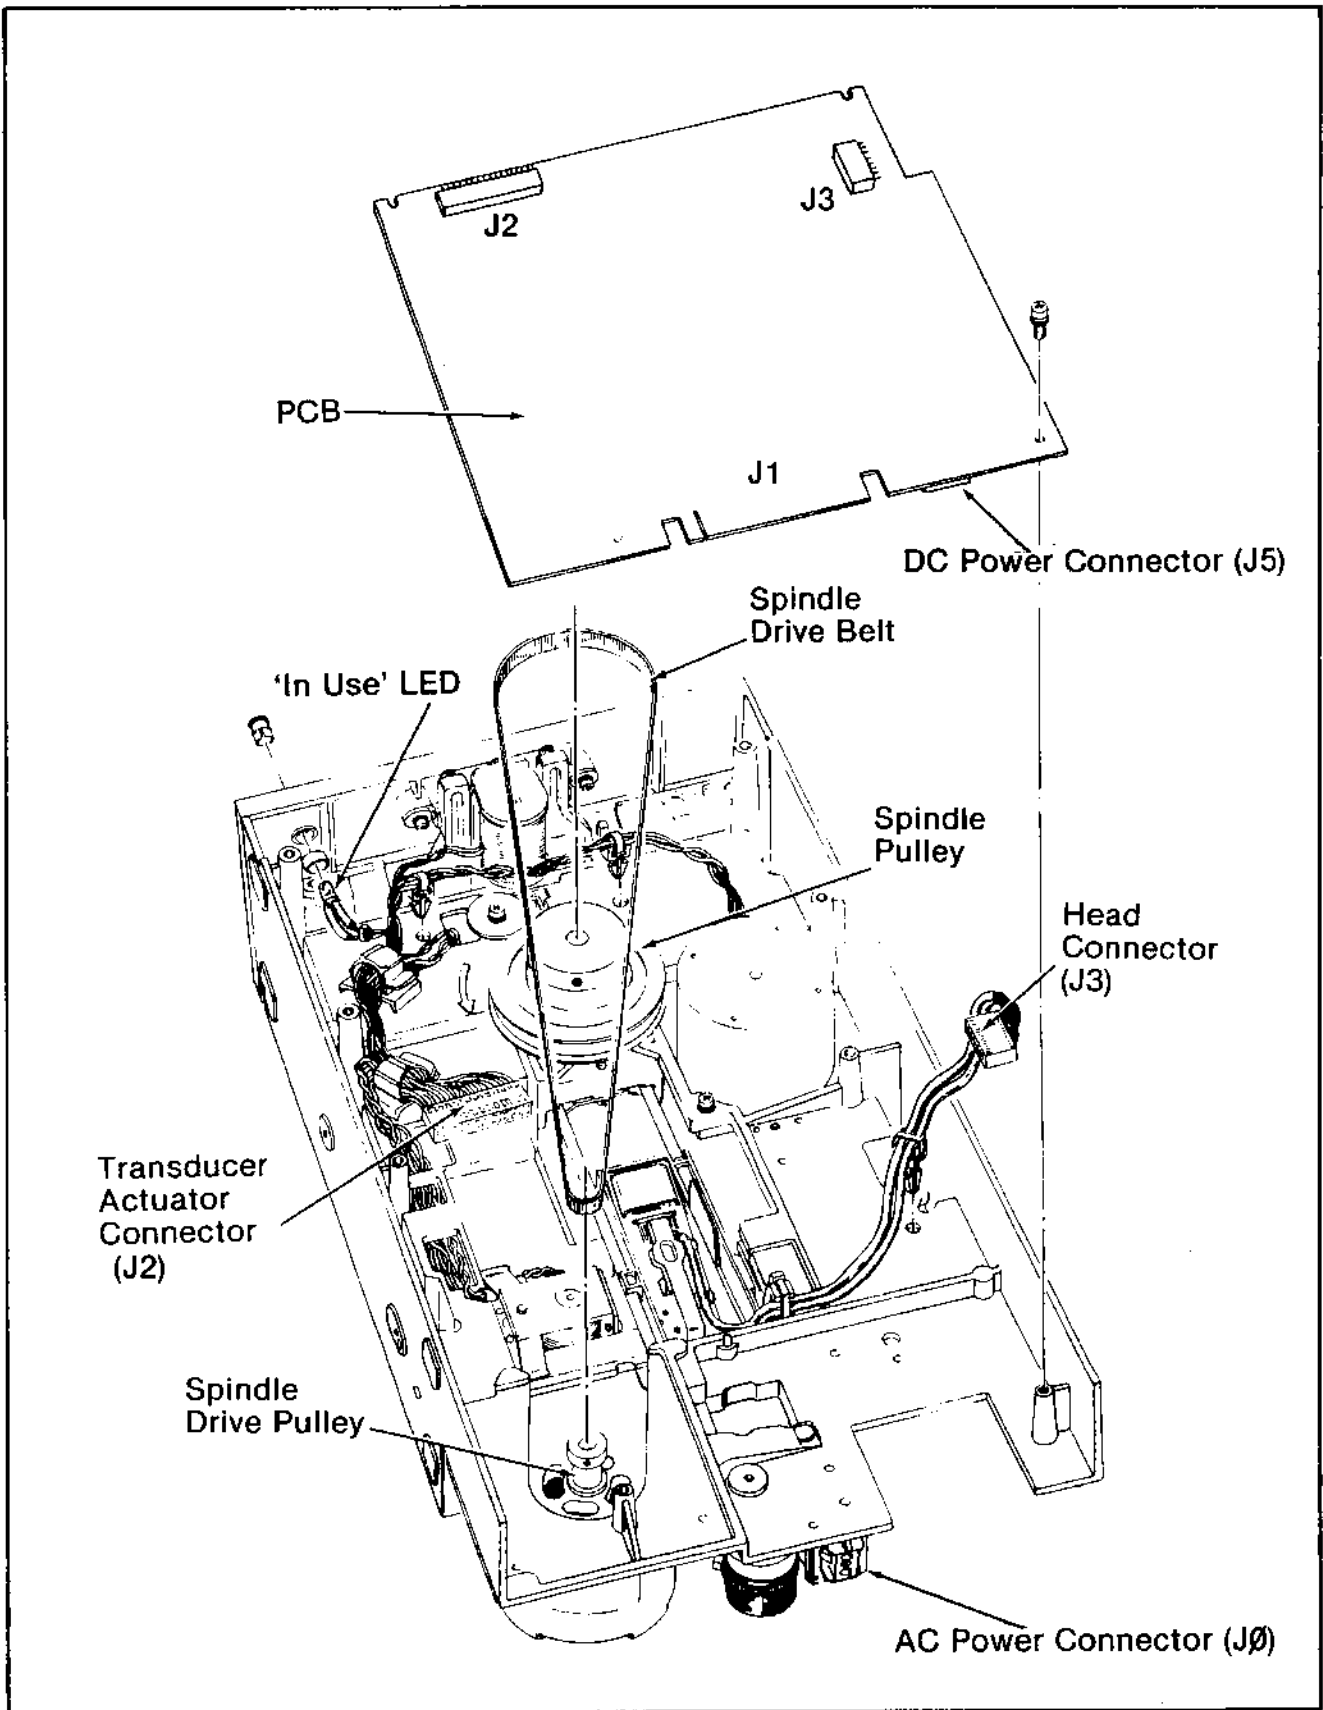 J2
J3
PCB
J1
DC Power Connector (J5)
Spindle
Drive Belt
'In Use' LED
Spindle
Pulley
Head
Connector
(J3)
Transducer
Actuator
Connector
(J2)
Spindle
Drive Pulley
AC Power Connector (JØ)